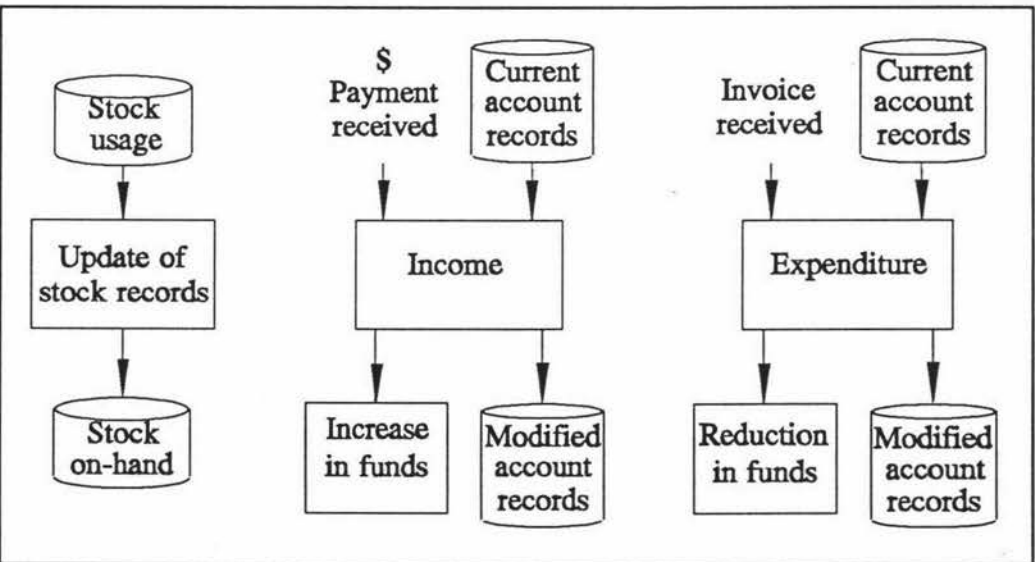 Stock
usage
Update of
stock records
Stock
on-hand
$
Payment
received
Current
account
records
Income
Increase
in funds
Modified
account
records
Invoice
received
Current
account
records
Expenditure
Reduction
in funds
Modified
account
records